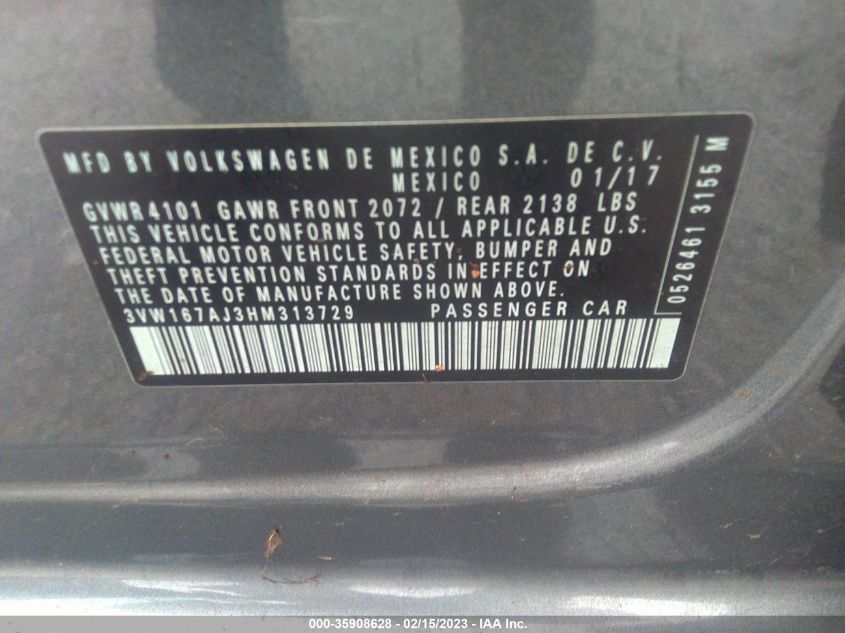 MFD BY VOLKSWAGEN DE MEXICO S.A. DE C.V.
MEXICO 01/17
GVWR 4101 GAWR FRONT 2072 / REAR 2138 LBS
THIS VEHICLE CONFORMS TO ALL APPLICABLE U.S.
FEDERAL MOTOR VEHICLE SAFETY, BUMPER AND
THEFT PREVENTION STANDARDS IN EFFECT ON
THE DATE OF MANUFACTURE SHOWN ABOVE.
3VW167AJ3HM313729 PASSENGER CAR
0526461 3155 M
000-35908628 - 02/15/2023 - IAA Inc.